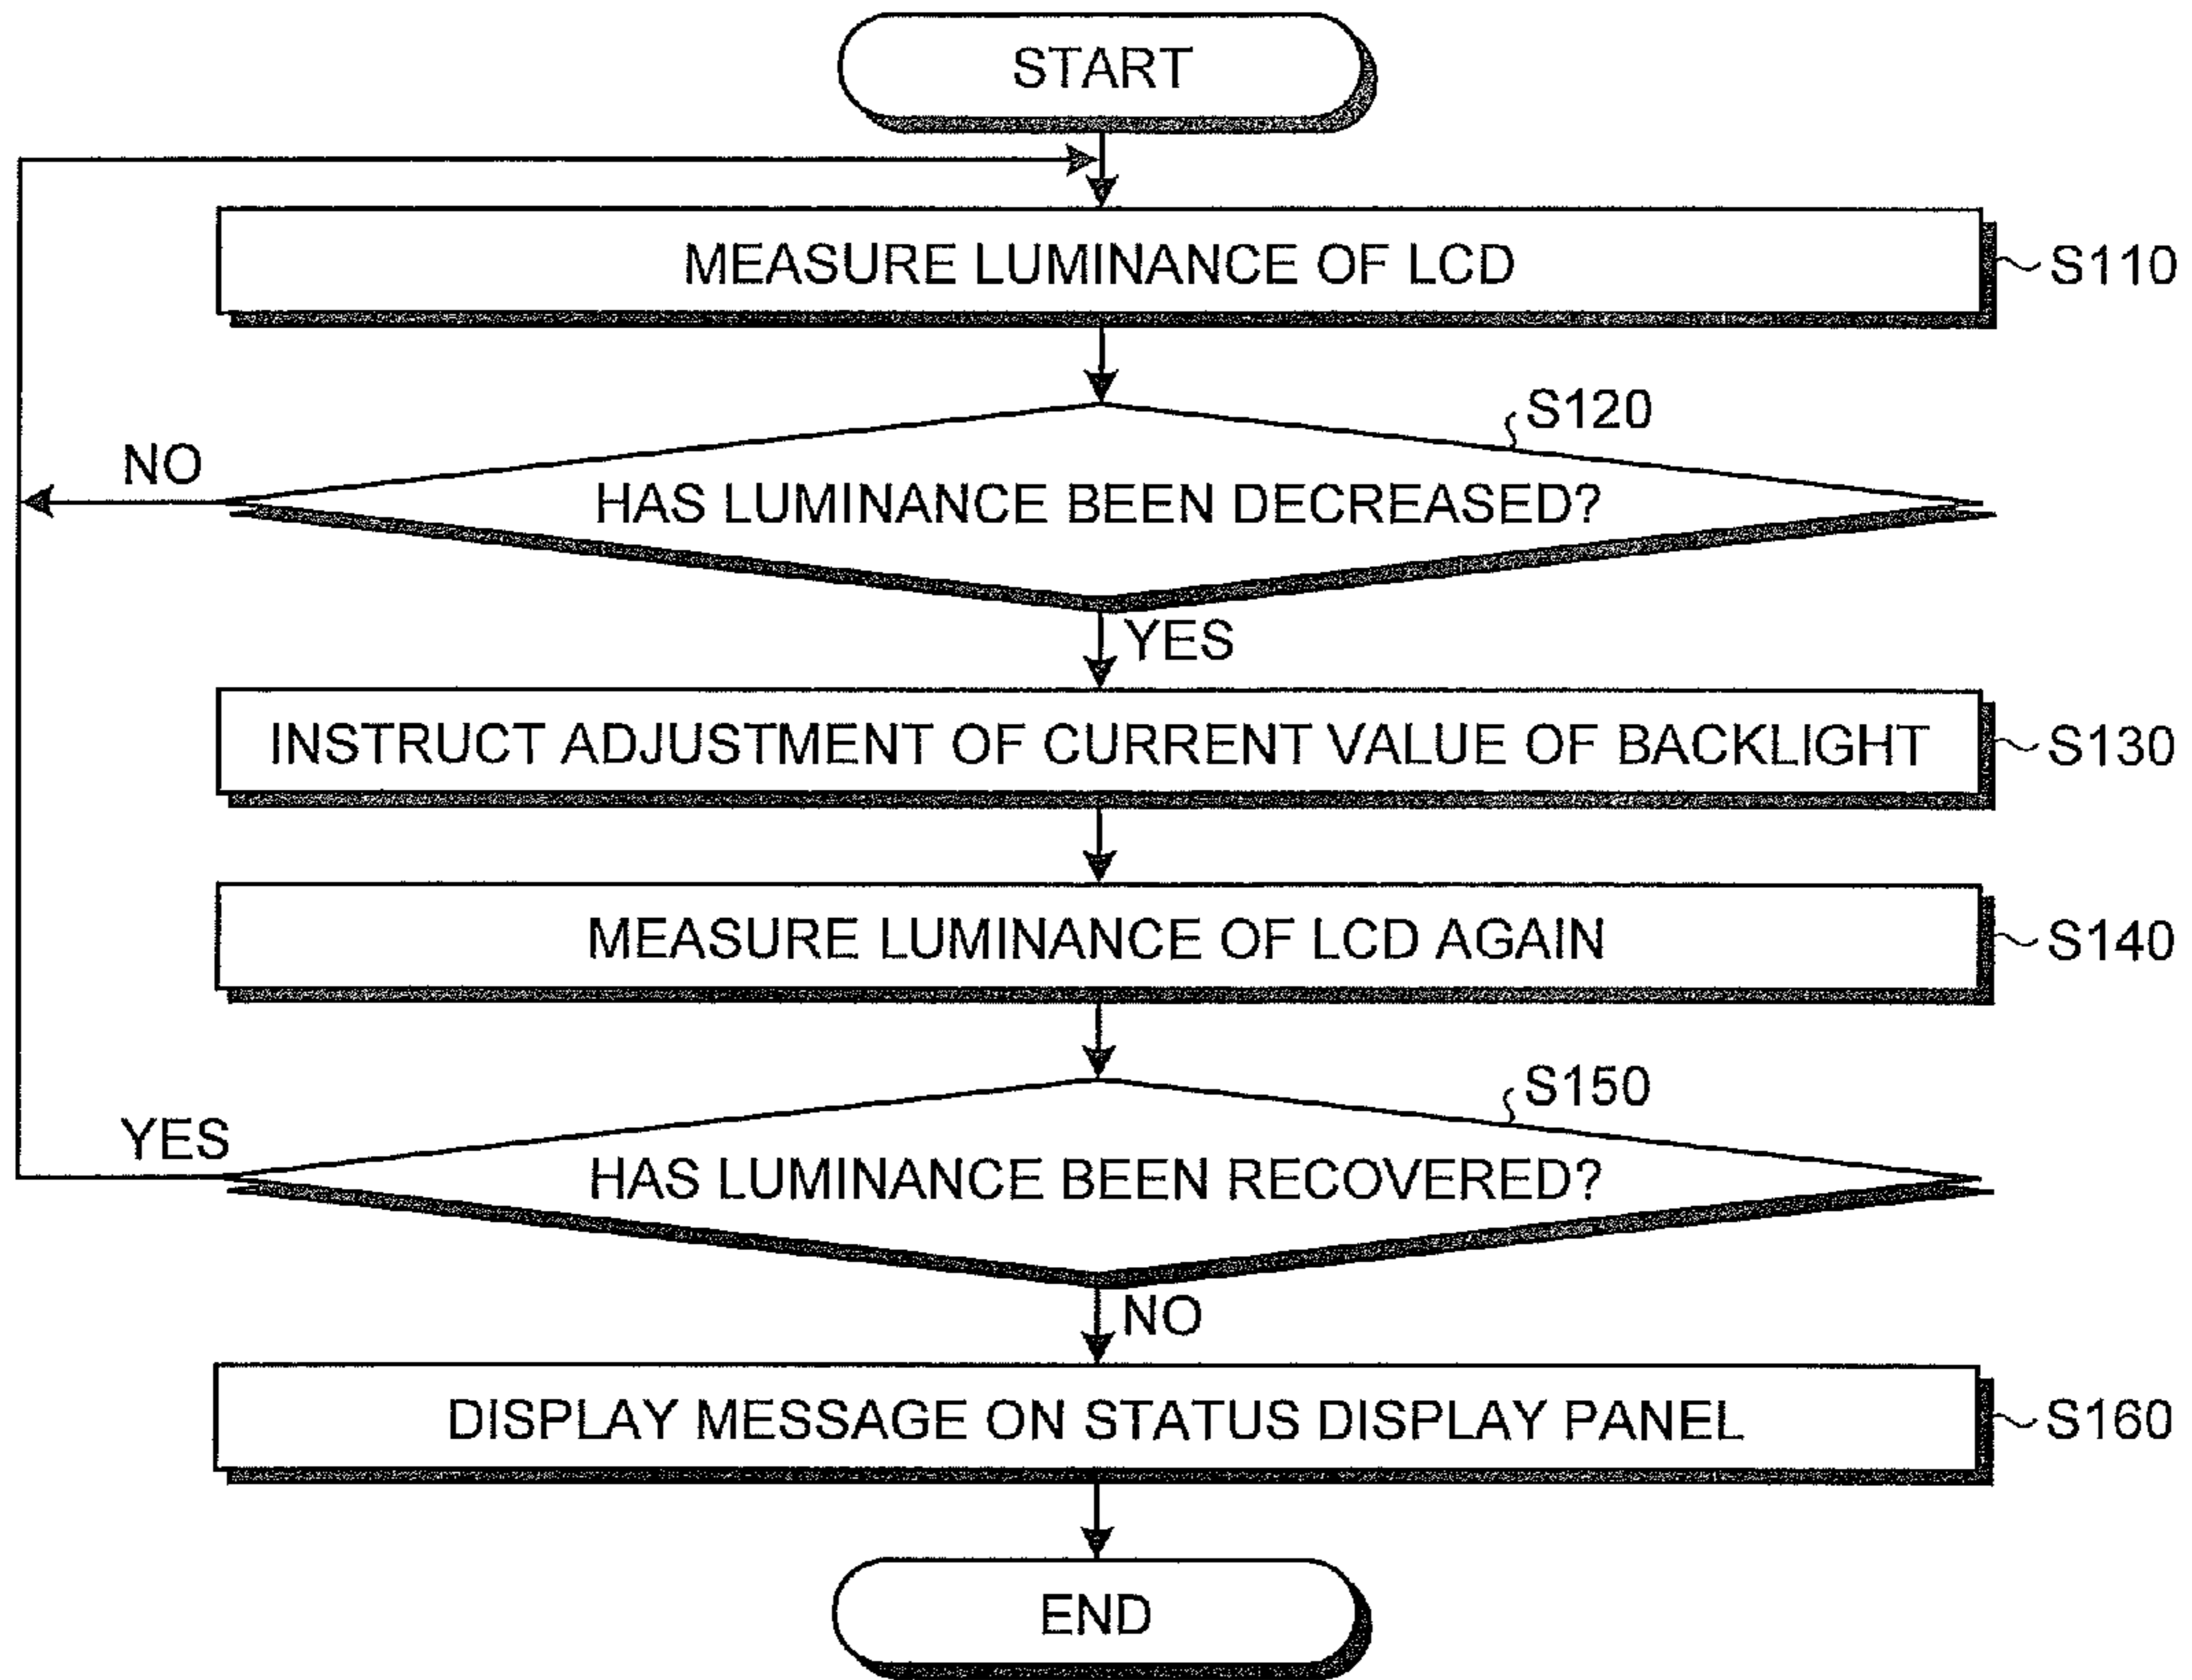 START
MEASURE LUMINANCE OF LCD
S110
S120
NO
HAS LUMINANCE BEEN DECREASED?
YES
INSTRUCT ADJUSTMENT OF CURRENT VALUE OF BACKLIGHT
S130
MEASURE LUMINANCE OF LCD AGAIN
S140
S150
YES
HAS LUMINANCE BEEN RECOVERED?
NO
DISPLAY MESSAGE ON STATUS DISPLAY PANEL
S160
END